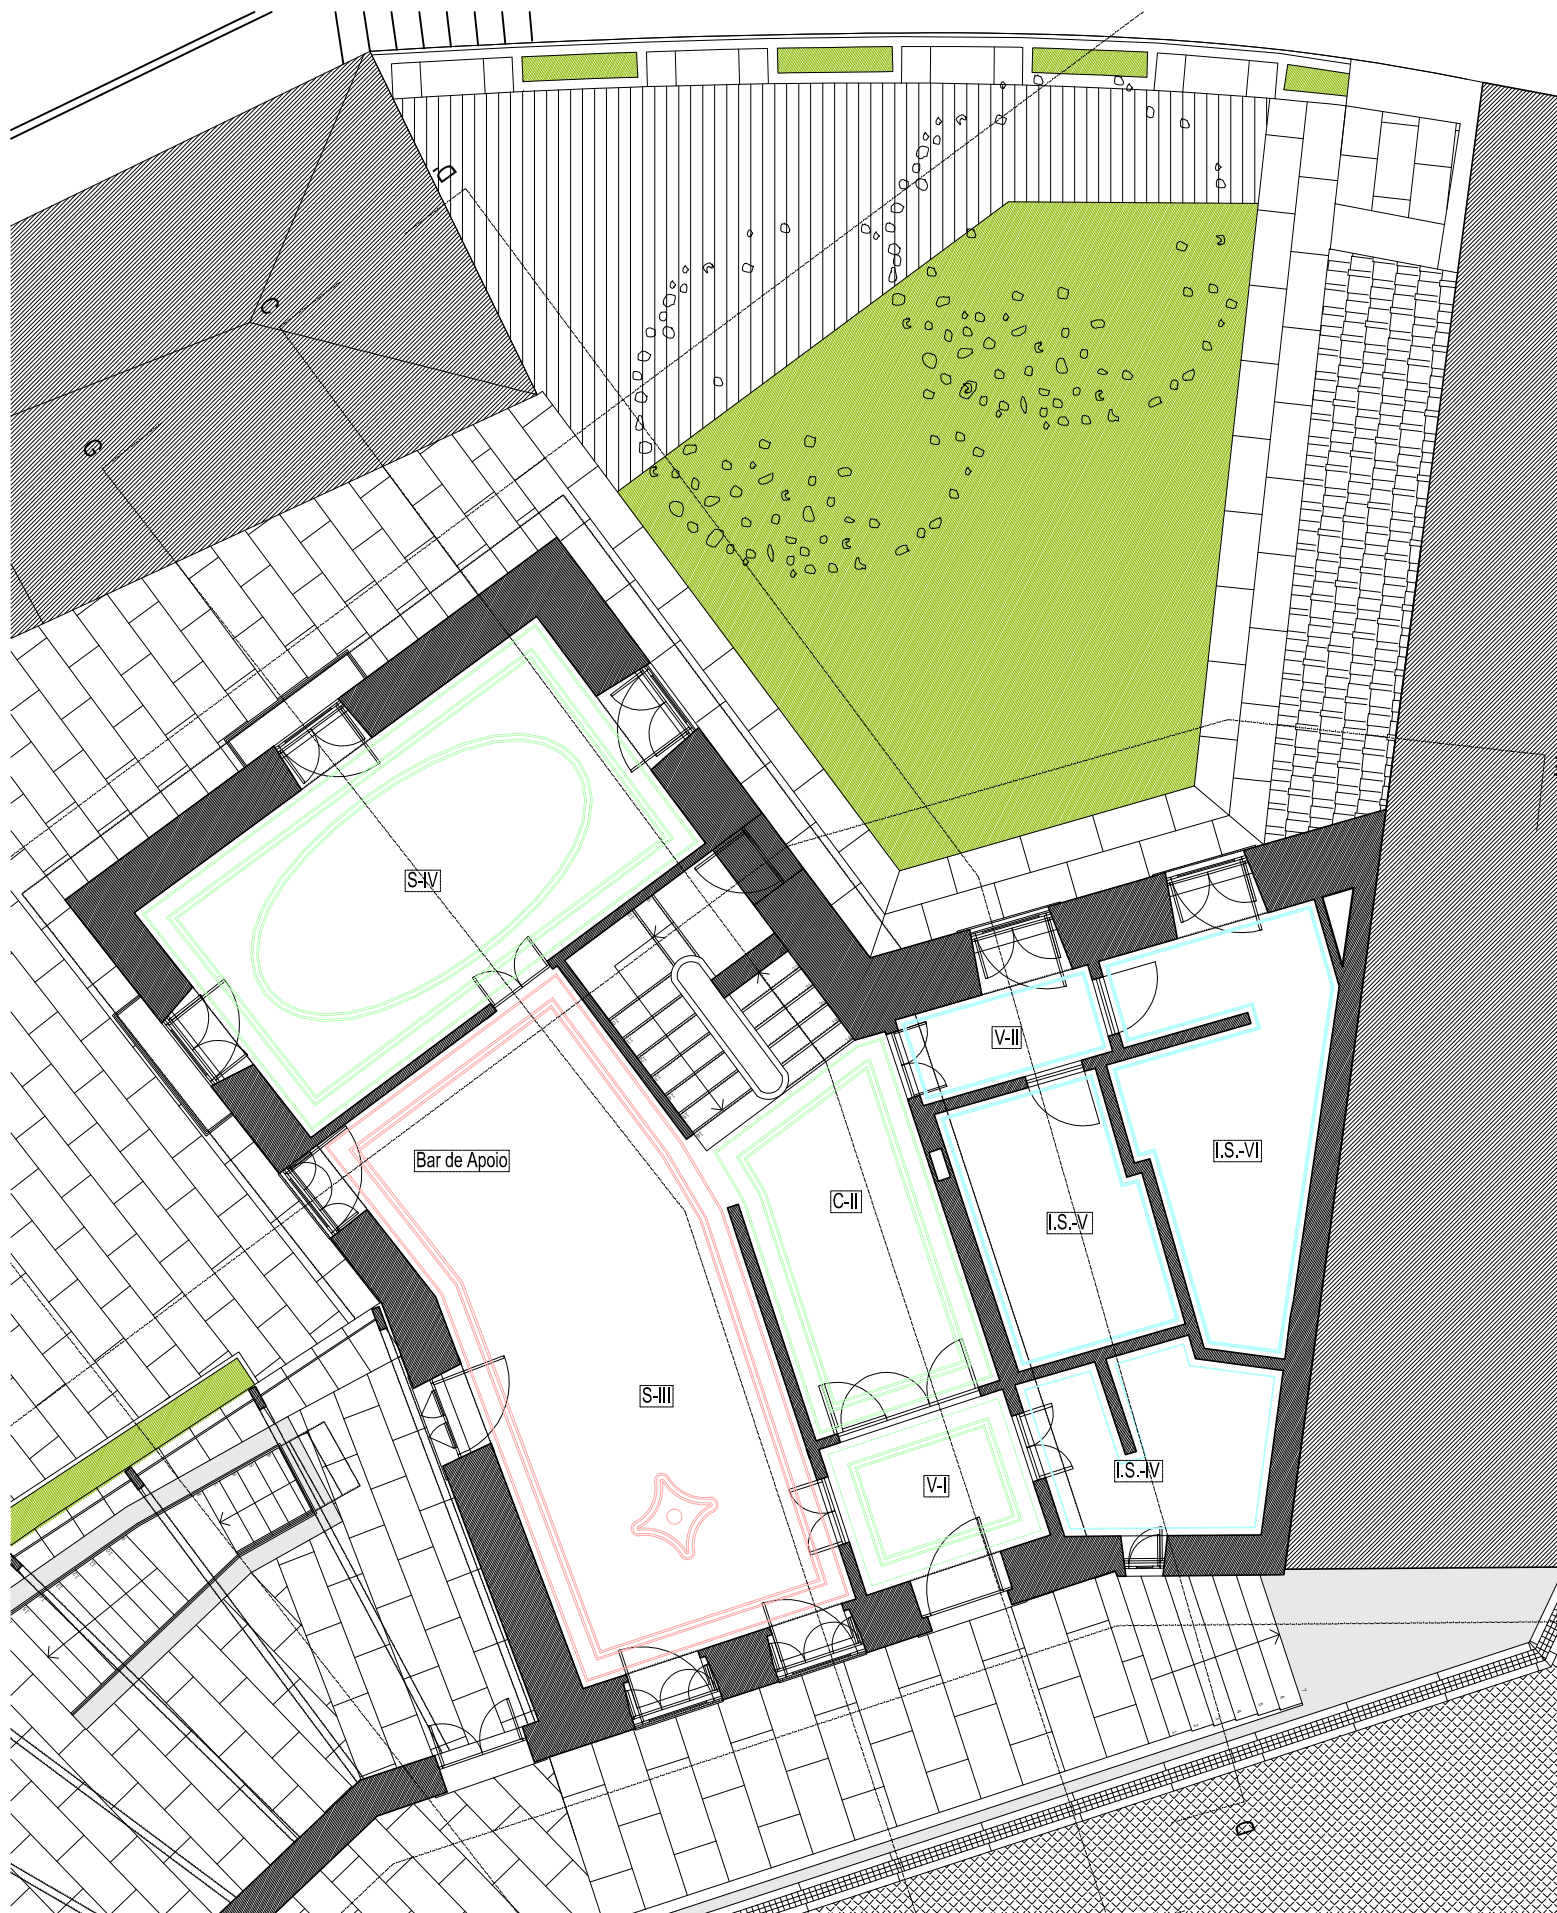 D
C
G
S-IV
V-II
Bar de Apoio
I.S.-VI
C-II
I.S.-V
S-III
I.S.-IV
V-I
D